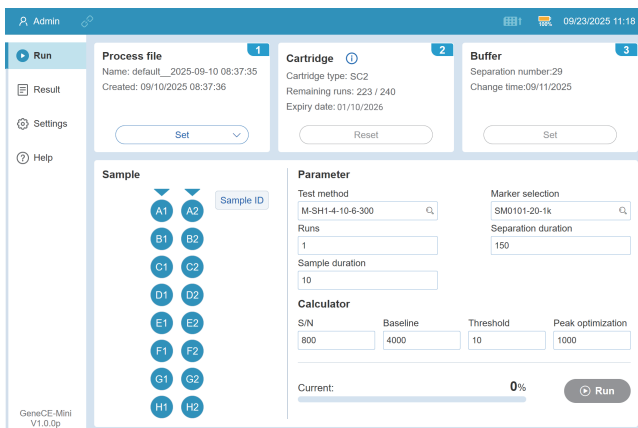 Admin
1
100%
09/23/2025 11:18
Run
Result
Settings
Help
GeneCE-Mini
V1.0.0p
Process file
1
Name: default__2025-09-10 08:37:35
Created: 09/10/2025 08:37:36
Set
Cartridge
2
Cartridge type: SC2
Remaining runs: 223 / 240
Expiry date: 01/10/2026
Reset
Buffer
3
Separation number:29
Change time:09/11/2025
Set
Sample
Sample ID
A1 A2
B1 B2
C1 C2
D1 D2
E1 E2
F1 F2
G1 G2
H1 H2
Parameter
Test method Marker selection
M-SH1-4-10-6-300 SM0101-20-1k
Runs Separation duration
1 150
Sample duration
10
Calculator
S/N Baseline Threshold Peak optimization
800 4000 10 1000
Current: 0%
Run